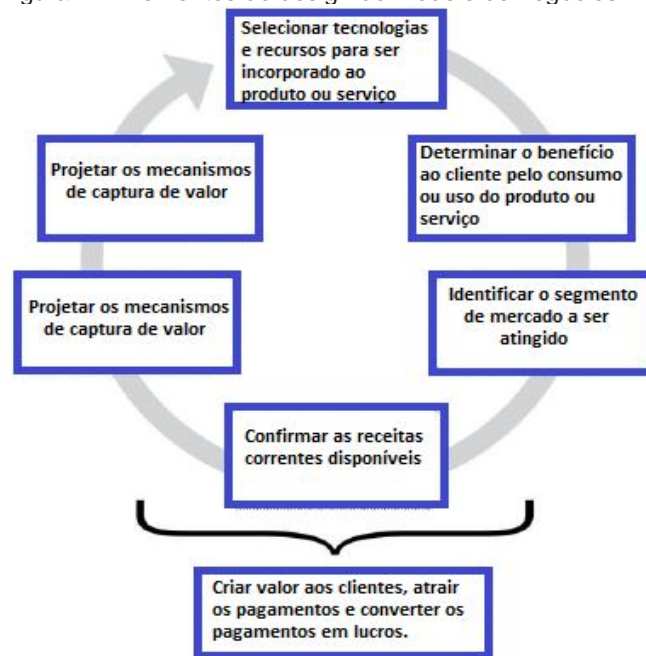 Selecionar tecnologias
e recursos para ser
incorporado ao
produto ou serviço
Determinar o benefício
ao cliente pelo consumo
ou uso do produto ou
serviço
Identificar o segmento
de mercado a ser
atingido
Confirmar as receitas
correntes disponíveis
Projetar os mecanismos
de captura de valor
Projetar os mecanismos
de captura de valor
Criar valor aos clientes, atrair
os pagamentos e converter os
pagamentos em lucros.